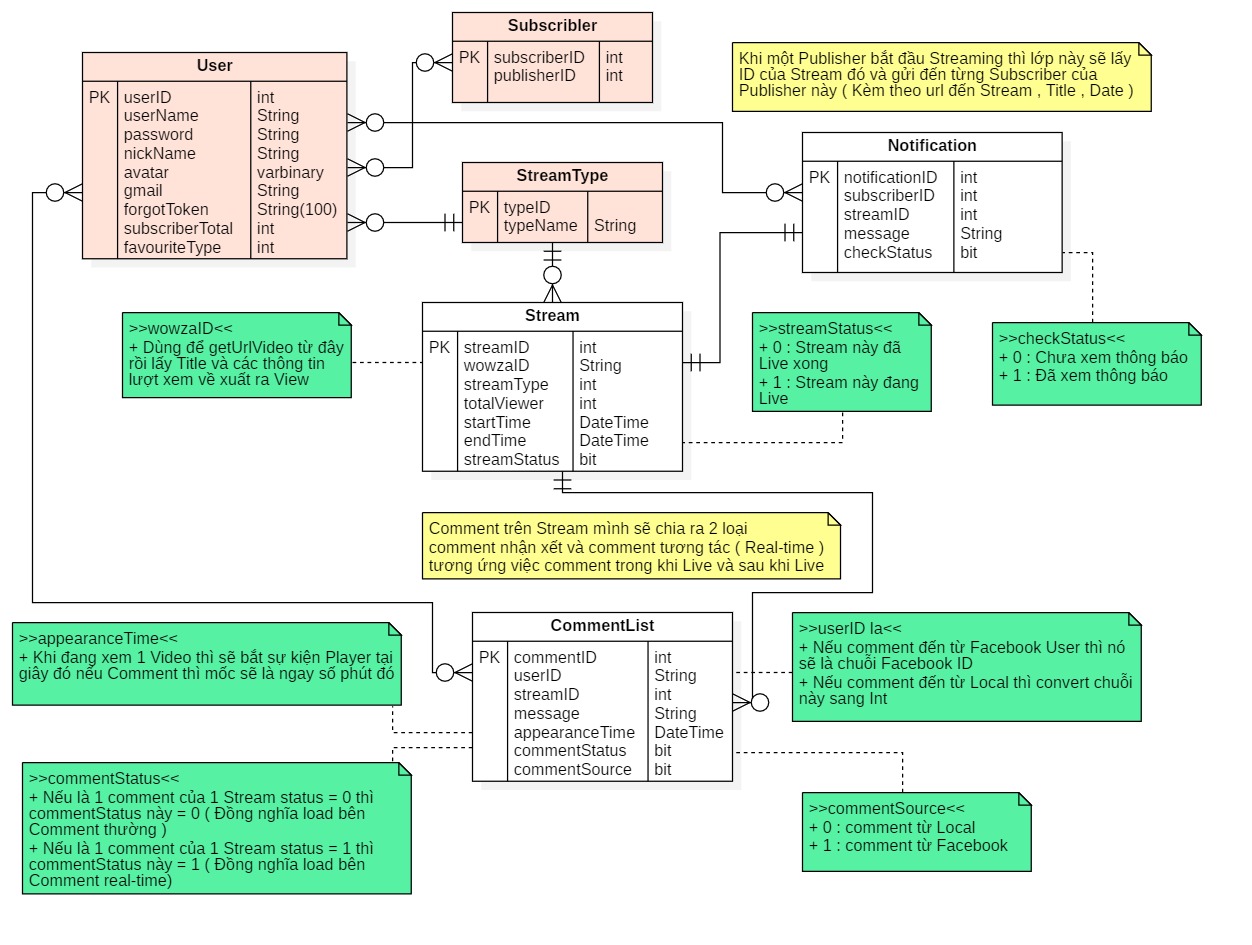 Subscribler
PK
subscriberID int
publisherID int
User
PK
userID int
userName String
password String
nickName String
avatar varbinary
gmail String
forgotToken String(100)
subscriberTotal int
favouriteType int
Khi một Publisher bắt đầu Streaming thì lớp này sẽ lấy
ID của Stream đó và gửi đến từng Subscriber của
Publisher này ( Kèm theo url đến Stream , Title , Date )
Notification
PK
notificationID int
subscriberID int
streamID int
message String
checkStatus bit
StreamType
PK
typeID
typeName String
Stream
PK
streamID int
wowzaID String
streamType int
totalViewer int
startTime DateTime
endTime DateTime
streamStatus bit
>>wowzaID<<
+ Dùng để getUrlVideo từ đây
rồi lấy Title và các thông tin
lượt xem về xuất ra View
>>streamStatus<<
+ 0 : Stream này đã
Live xong
+ 1 : Stream này đang
Live
>>checkStatus<<
+ 0 : Chưa xem thông báo
+ 1 : Đã xem thông báo
Comment trên Stream mình sẽ chia ra 2 loại
comment nhận xét và comment tương tác ( Real-time )
tương ứng việc comment trong khi Live và sau khi Live
>>appearanceTime<<
+ Khi đang xem 1 Video thì sẽ bắt sự kiện Player tại
giây đó nếu Comment thì mốc sẽ là ngay số phút đó
CommentList
PK
commentID int
userID String
streamID int
message String
appearanceTime DateTime
commentStatus bit
commentSource bit
>>userID la<<
+ Nếu comment đến từ Facebook User thì nó
sẽ là chuỗi Facebook ID
+ Nếu comment đến từ Local thì convert chuỗi
này sang Int
>>commentStatus<<
+ Nếu là 1 comment của 1 Stream status = 0 thì
commentStatus này = 0 ( Đồng nghĩa load bên
Comment thường )
+ Nếu là 1 comment của 1 Stream status = 1 thì
commentStatus này = 1 ( Đồng nghĩa load bên
Comment real-time)
>>commentSource<<
+ 0 : comment từ Local
+ 1 : comment từ Facebook